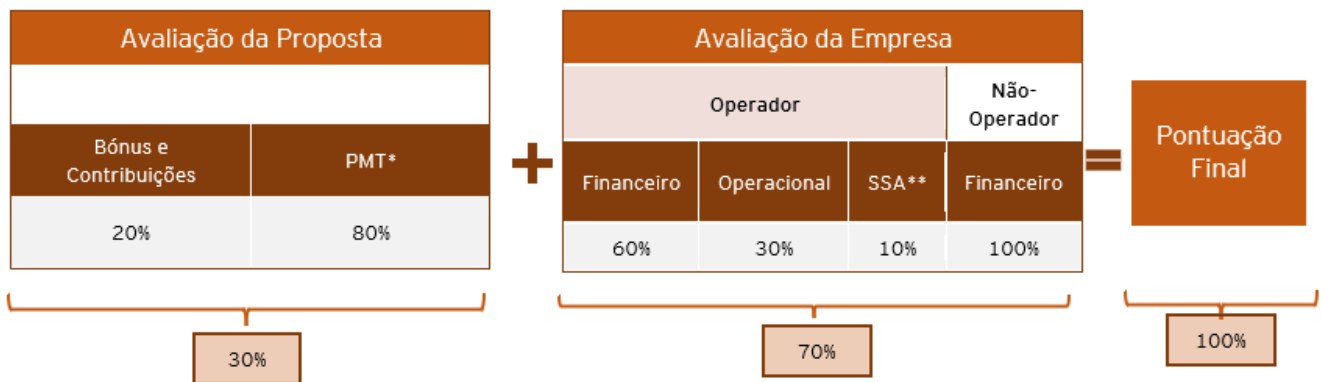 Avaliação da Proposta
Bónus e
Contribuições
PMT*
20%
80%
30%
+
Avaliação da Empresa
Operador
Não-
Operador
Financeiro
Operacional
SSA**
Financeiro
60%
30%
10%
100%
70%
=
Pontuação
Final
100%